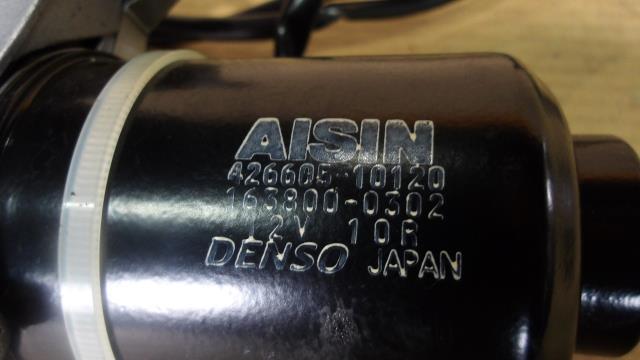 AISIN
426605-10120
163800-0302
12V 10R
DENSO JAPAN